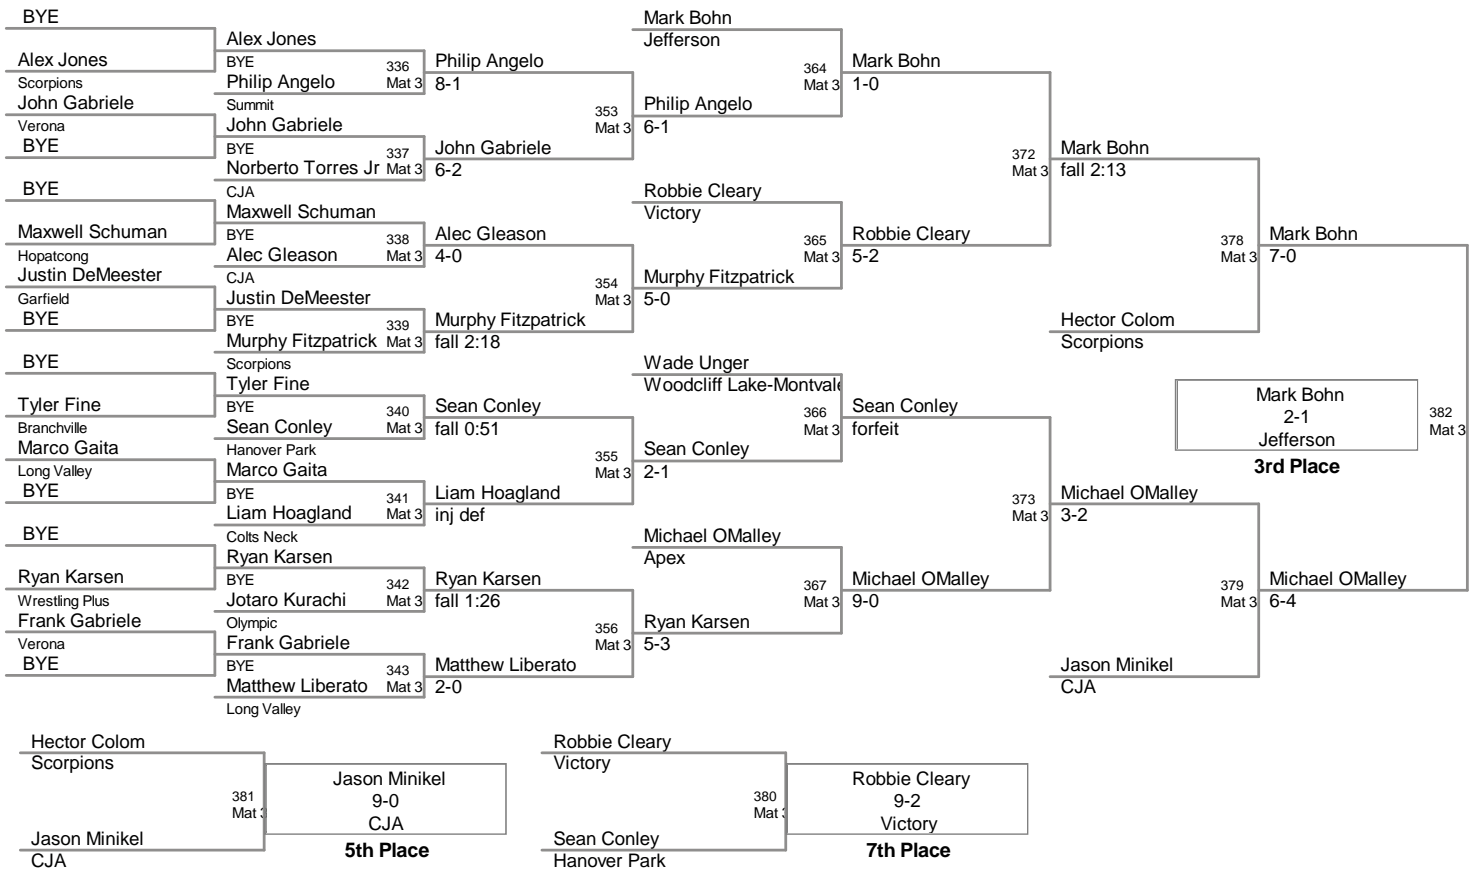 BYE
Alex Jones
Scorpions
John Gabriele
Verona
BYE
BYE
Maxwell Schuman
Hopatcong
Justin DeMeester
Garfield
BYE
BYE
Tyler Fine
Branchville
Marco Gaita
Long Valley
BYE
BYE
Ryan Karsen
Wrestling Plus
Frank Gabriele
Verona
BYE
Alex Jones
BYE
336
Philip Angelo
Mat 3
Summit
John Gabriele
BYE
337
Norberto Torres Jr
Mat 3
CJA
Maxwell Schuman
BYE
338
Alec Gleason
Mat 3
CJA
Justin DeMeester
BYE
339
Murphy Fitzpatrick
Mat 3
Scorpions
Tyler Fine
BYE
340
Sean Conley
Mat 3
Hanover Park
Marco Gaita
BYE
341
Liam Hoagland
Mat 3
Colts Neck
Ryan Karsen
BYE
342
Jotaro Kurachi
Mat 3
Olympic
Frank Gabriele
BYE
343
Matthew Liberato
Mat 3
Long Valley
Philip Angelo
8-1
353
Mat 3
John Gabriele
6-2
Alec Gleason
4-0
354
Mat 3
Murphy Fitzpatrick
fall 2:18
Sean Conley
fall 0:51
355
Mat 3
Liam Hoagland
inj def
Ryan Karsen
fall 1:26
356
Mat 3
Matthew Liberato
2-0
Mark Bohn
Jefferson
364
Mat 3
Philip Angelo
6-1
Robbie Cleary
Victory
365
Mat 3
Murphy Fitzpatrick
5-0
Wade Unger
Woodcliff Lake-Montvale
366
Mat 3
Sean Conley
2-1
Michael OMalley
Apex
367
Mat 3
Ryan Karsen
5-3
Mark Bohn
1-0
372
Mat 3
Robbie Cleary
5-2
Sean Conley
forfeit
373
Mat 3
Michael OMalley
9-0
Mark Bohn
fall 2:13
378
Mat 3
Hector Colom
Scorpions
Michael OMalley
3-2
379
Mat 3
Jason Minikel
CJA
Mark Bohn
7-0
Mark Bohn
2-1
Jefferson
3rd Place
382
Mat 3
Michael OMalley
6-4
Hector Colom
Scorpions
381
Mat 3
Jason Minikel
CJA
Jason Minikel
9-0
CJA
5th Place
Robbie Cleary
Victory
380
Mat 3
Sean Conley
Hanover Park
Robbie Cleary
9-2
Victory
7th Place